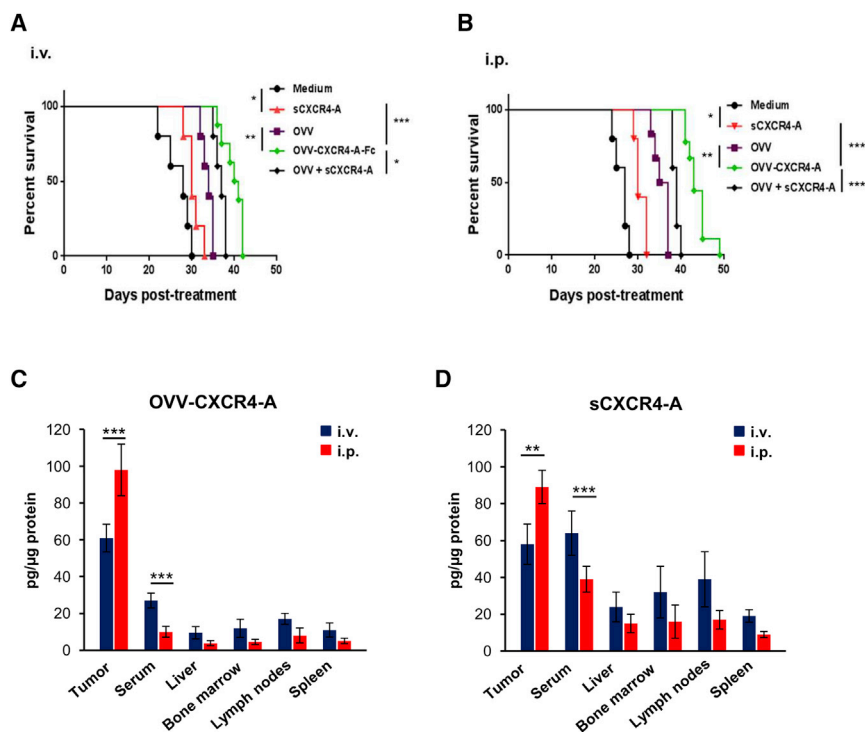 A
i.v.
Medium
sCXCR4-A
OVV
OVV-CXCR4-A-Fc
OVV + sCXCR4-A
*
**
***
*
Percent survival
100
50
0
0 10 20 30 40 50
Days post-treatment
B
i.p.
Medium
sCXCR4-A
OVV
OVV-CXCR4-A
OVV + sCXCR4-A
*
**
***
***
Percent survival
100
50
0
0 10 20 30 40 50
Days post-treatment
C
OVV-CXCR4-A
i.v.
i.p.
pg/µg protein
120
100
80
60
40
20
0
***
***
Tumor
Serum
Liver
Bone marrow
Lymph nodes
Spleen
D
sCXCR4-A
i.v.
i.p.
pg/µg protein
120
100
80
60
40
20
0
**
***
Tumor
Serum
Liver
Bone marrow
Lymph nodes
Spleen